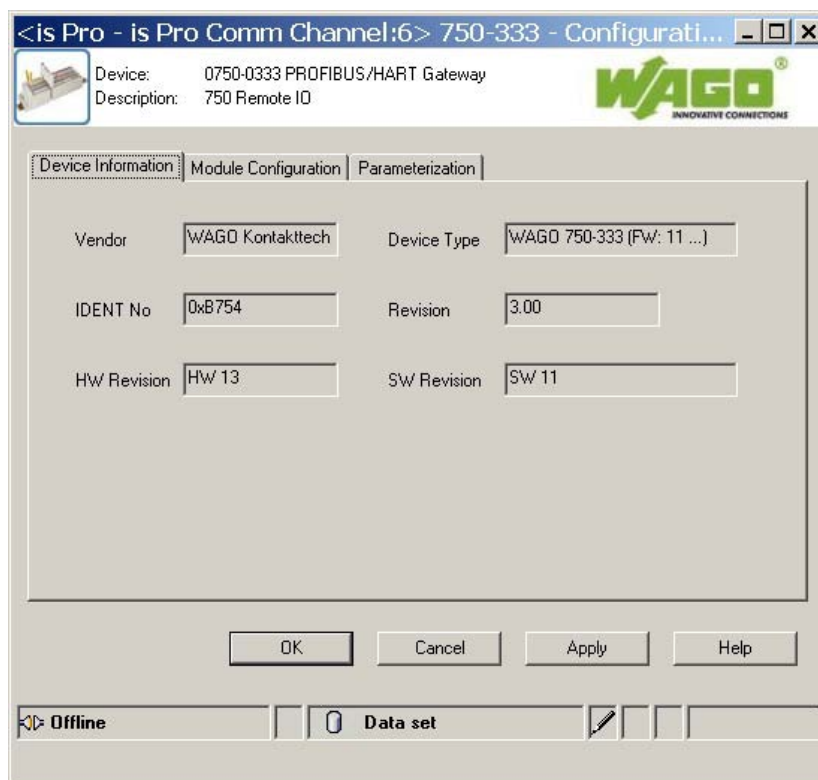 <is Pro - is Pro Comm Channel:6> 750-333 - Configurati...
Device: 0750-0333 PROFIBUS/HART Gateway
Description: 750 Remote IO
WAGO®
INNOVATIVE CONNECTIONS
Device Information Module Configuration Parameterization
Vendor WAGO Kontakttech Device Type WAGO 750-333 (FW: 11 ...)
IDENT No 0xB754 Revision 3.00
HW Revision HW 13 SW Revision SW 11
OK Cancel Apply Help
Offline Data set